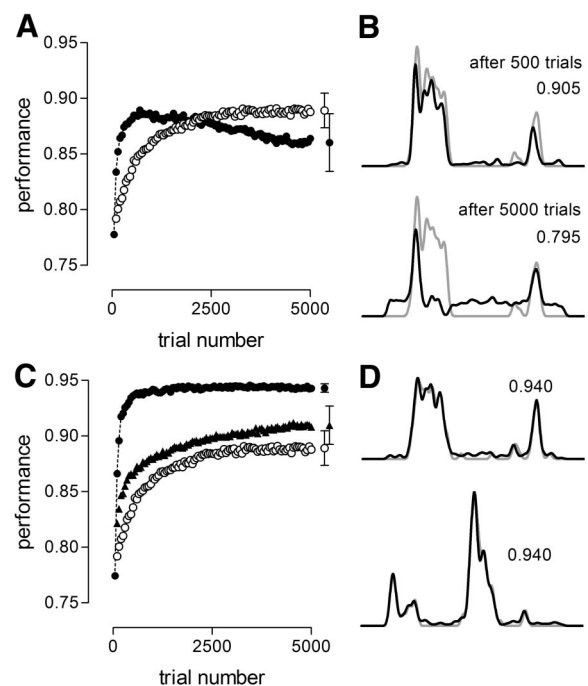 A
0.95
0.90
0.85
0.80
0.75
performance
0
2500
5000
trial number
B
after 500 trials
0.905
after 5000 trials
0.795
C
0.95
0.90
0.85
0.80
0.75
performance
0
2500
5000
trial number
D
0.940
0.940